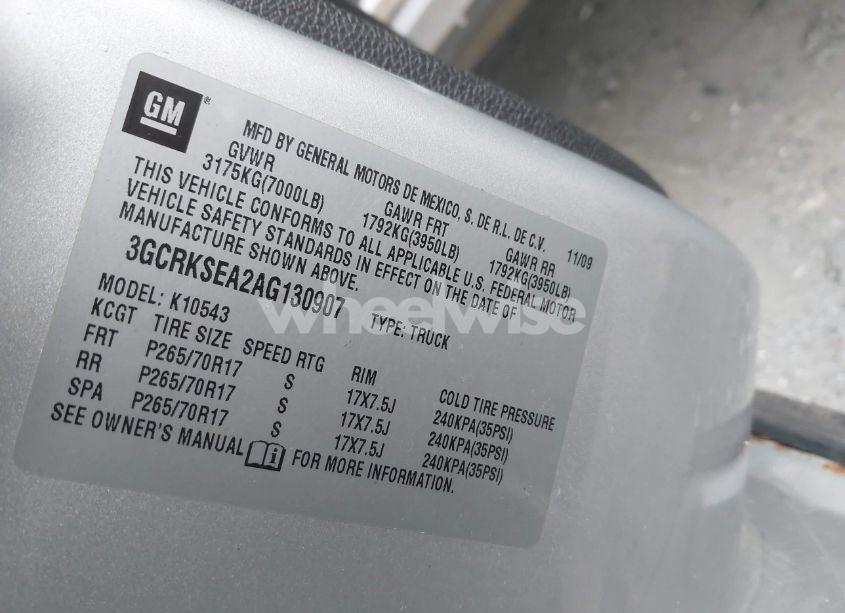 GM ®
MFD BY GENERAL MOTORS DE MEXICO, S. DE R.L. DE C.V. 11/09
GVWR GAWR FRT GAWR RR
3175KG(7000LB) 1792KG(3950LB) 1792KG(3950LB)
THIS VEHICLE CONFORMS TO ALL APPLICABLE U.S. FEDERAL MOTOR
VEHICLE SAFETY STANDARDS IN EFFECT ON THE DATE OF
MANUFACTURE SHOWN ABOVE.
3GCRKSEA2AG130907 TYPE: TRUCK
MODEL: K10543
KCGT TIRE SIZE SPEED RTG RIM COLD TIRE PRESSURE
FRT P265/70R17 S 17X7.5J 240KPA(35PSI)
RR P265/70R17 S 17X7.5J 240KPA(35PSI)
SPA P265/70R17 S 17X7.5J 240KPA(35PSI)
SEE OWNER'S MANUAL i FOR MORE INFORMATION.
wheelwise